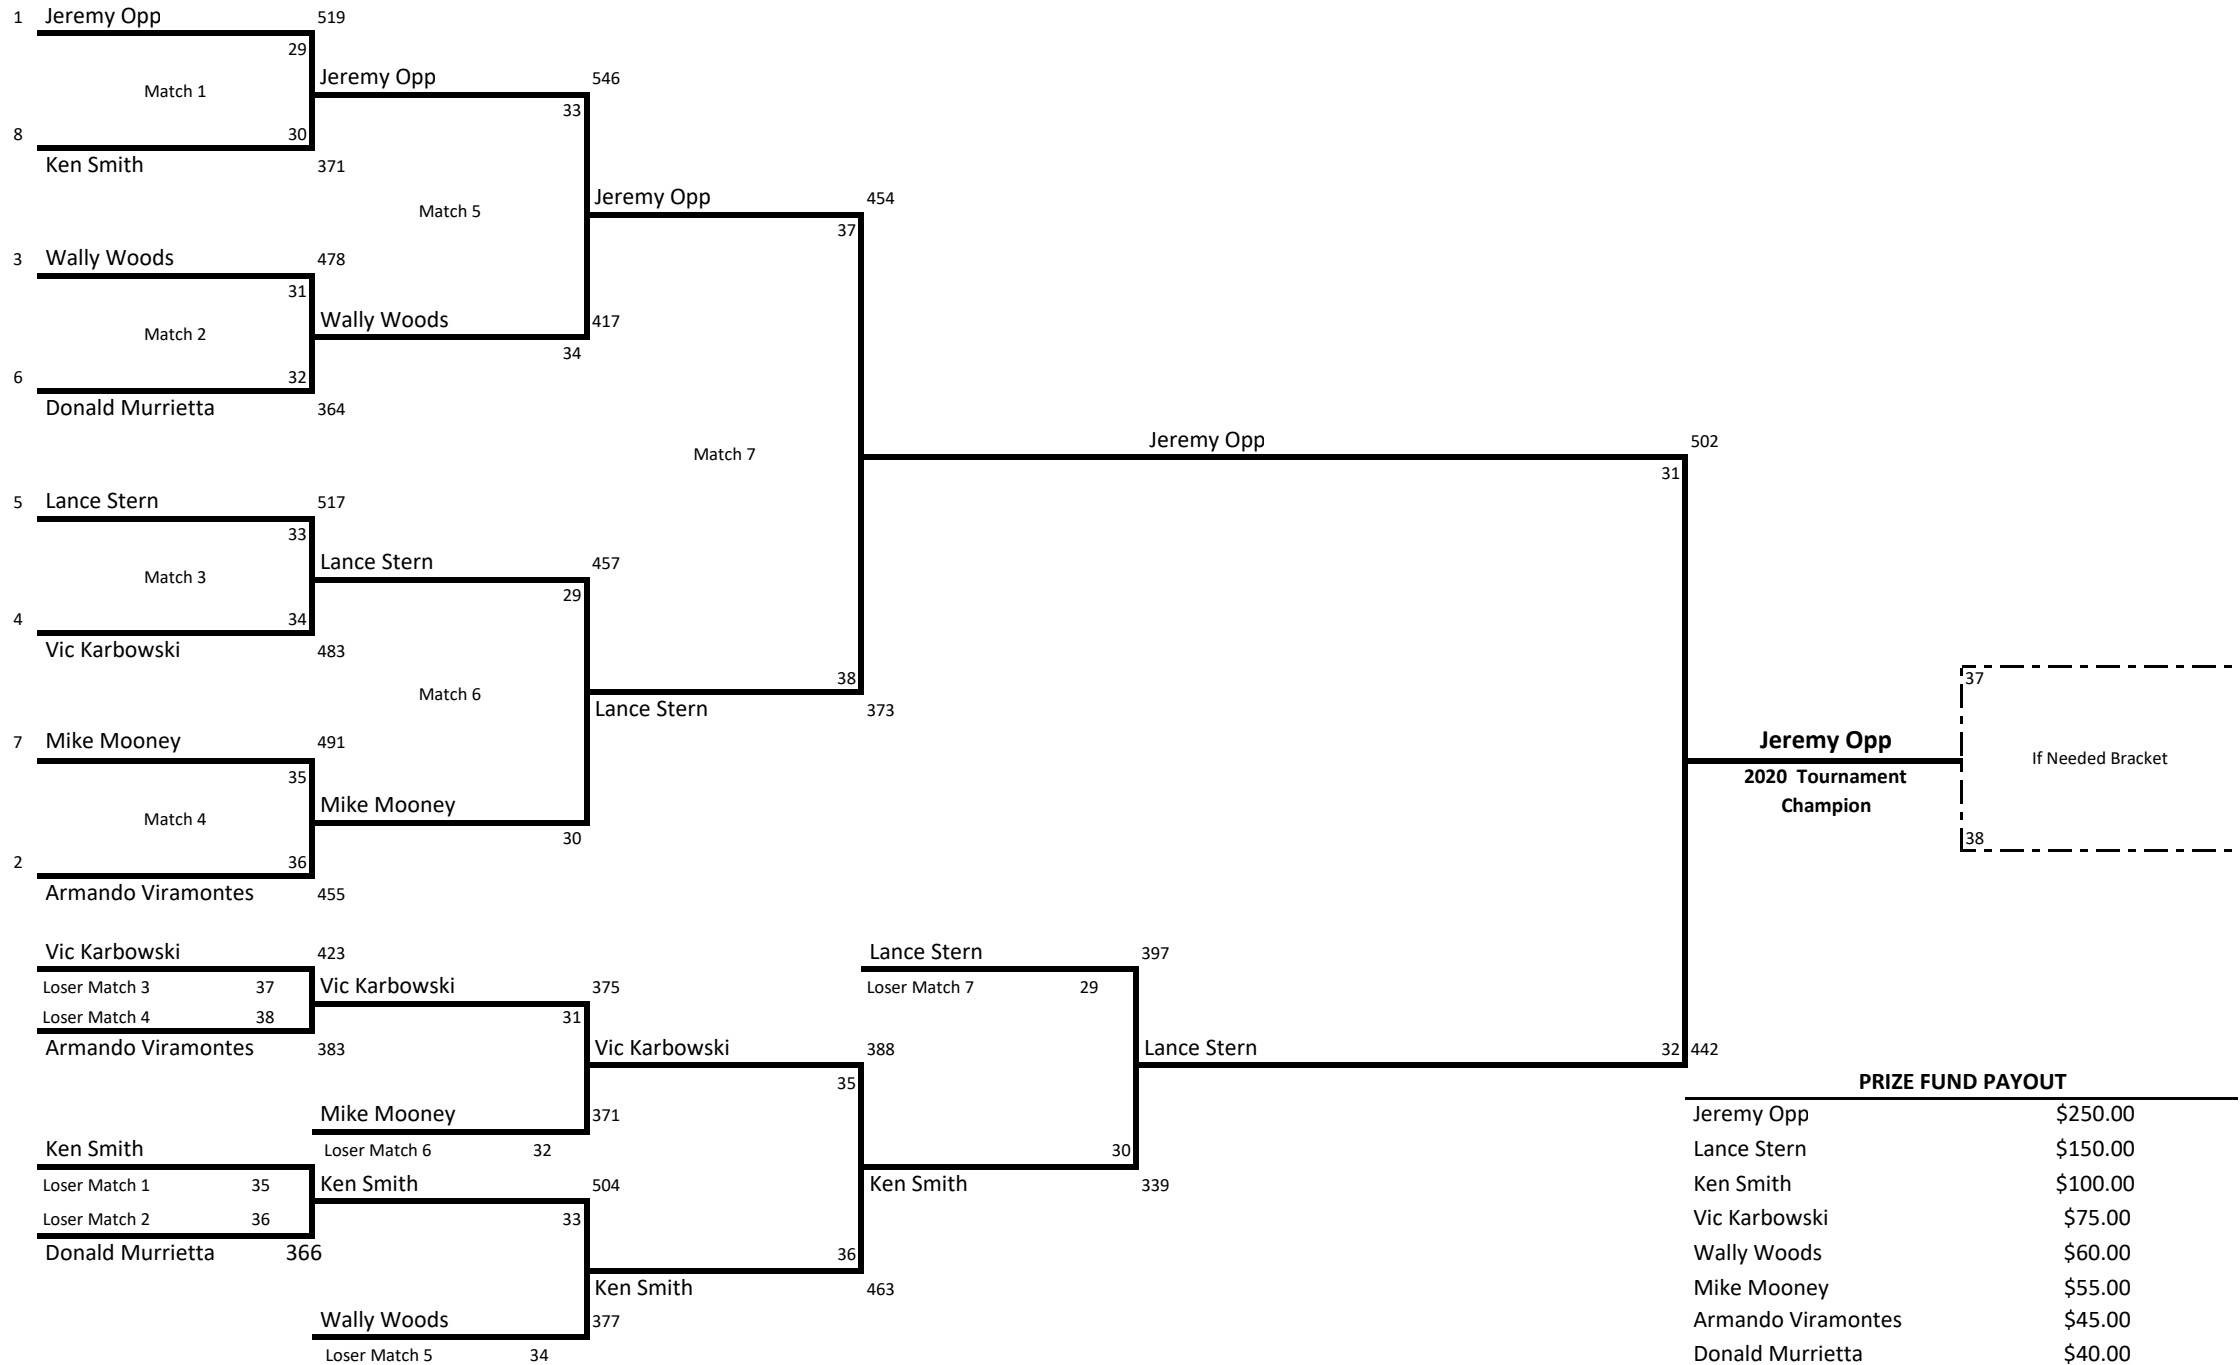 1 Jeremy Opp 519
29
Jeremy Opp 546
Match 1
33
8 30
Ken Smith 371
Jeremy Opp 454
Match 5
37
3 Wally Woods 478
31
Wally Woods 417
Match 2
34
6 32
Donald Murrietta 364
Jeremy Opp 502
Match 7
31
5 Lance Stern 517
33
Lance Stern 457
Match 3
29
4 34
Vic Karbowski 483
38
37
Match 6
Lance Stern 373
7 Mike Mooney 491
Jeremy Opp
If Needed Bracket
35
2020 Tournament
Champion
Mike Mooney
Match 4
30
38
2 36
Armando Viramontes 455
Vic Karbowski 423
Lance Stern 397
Loser Match 3 37
Vic Karbowski 375
Loser Match 7 29
Loser Match 4 38
31
Armando Viramontes 383
Vic Karbowski 388
Lance Stern 32 442
35
PRIZE FUND PAYOUT
Mike Mooney 371
Jeremy Opp $250.00
Ken Smith
Loser Match 6 32
30
Lance Stern $150.00
Loser Match 1 35
Ken Smith 504
Ken Smith 339
Ken Smith $100.00
Loser Match 2 36
33
Vic Karbowski $75.00
Donald Murrietta 366
36
Wally Woods $60.00
Ken Smith 463
Mike Mooney $55.00
Wally Woods 377
Armando Viramontes $45.00
Loser Match 5 34
Donald Murrietta $40.00